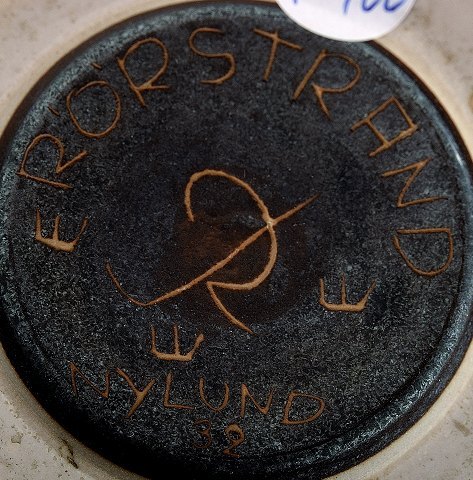 RÖRSTRAND
R
NYLUND
32